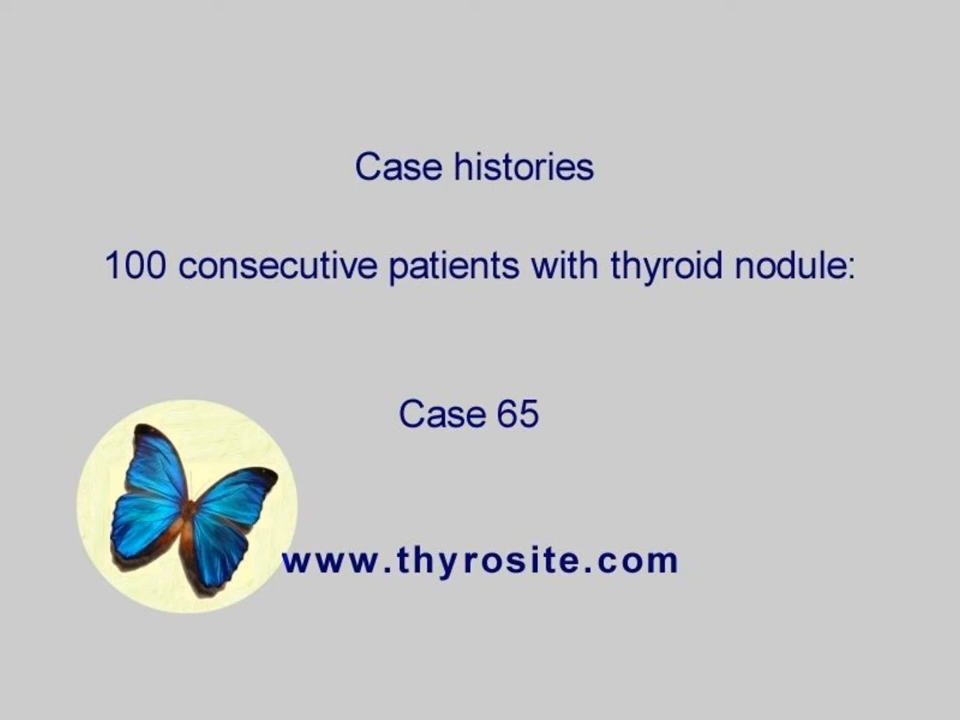 Case histories
100 consecutive patients with thyroid nodule:
Case 65
www.thyrosite.com